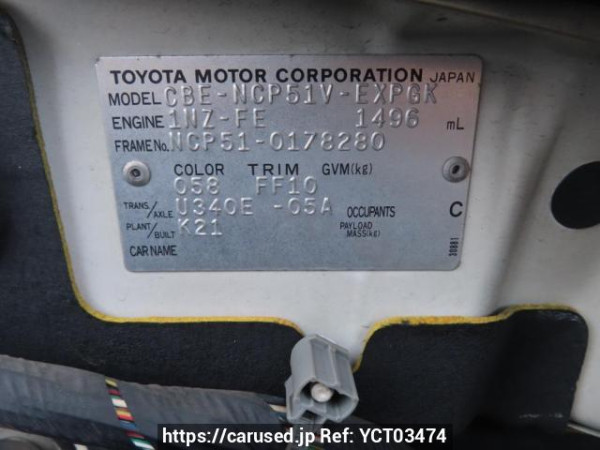 TOYOTA MOTOR CORPORATION JAPAN
MODEL CBE-NCP51V-EXPGK
ENGINE 1NZ-FE 1496 mL
FRAME No. NCP51-0178280
COLOR TRIM GVM(kg)
058 FF10
TRANS./AXLE U340E -05A OCCUPANTS C
PLANT/BUILT K21 PAYLOAD MASS(kg)
CAR NAME
30881
https://carused.jp Ref: YCT03474